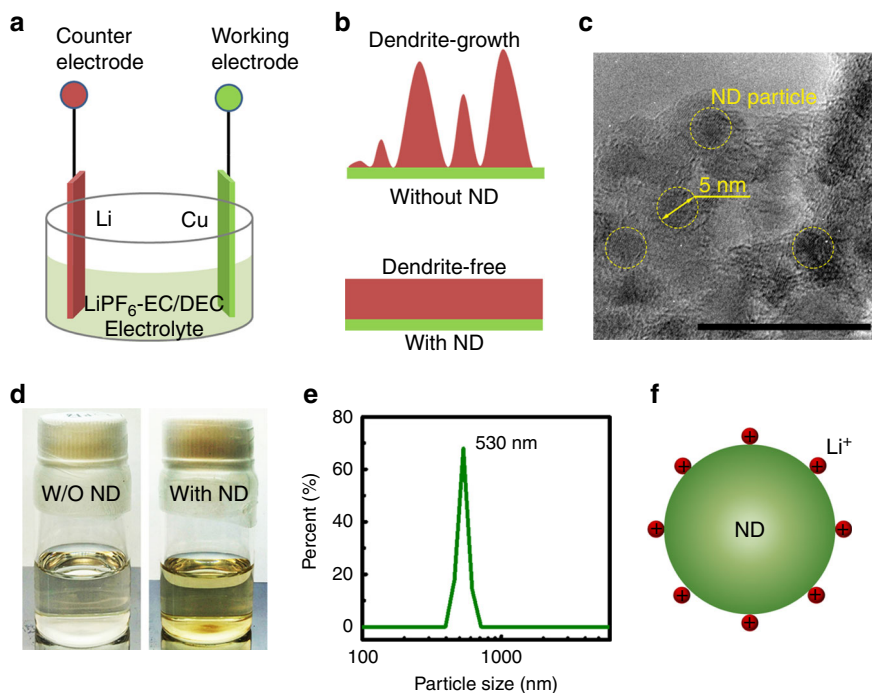 a
Counter
electrode
Working
electrode
Li
Cu
LiPF₆-EC/DEC
Electrolyte
b
Dendrite-growth
Without ND
Dendrite-free
With ND
c
ND particle
5 nm
d
W/O ND
With ND
e
80
60
40
20
0
Percent (%)
530 nm
100
1000
Particle size (nm)
f
Li⁺
ND
+
+
+
+
+
+
+
+